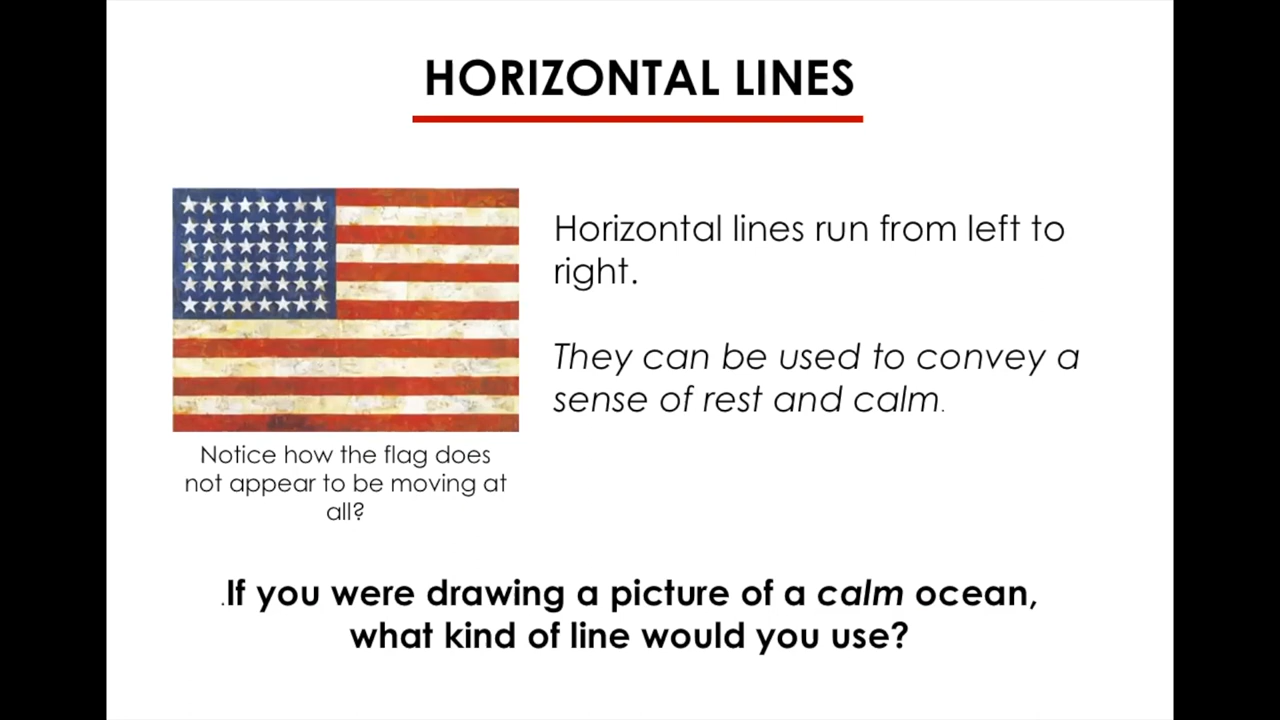 HORIZONTAL LINES
Horizontal lines run from left to
right.
They can be used to convey a
sense of rest and calm.
Notice how the flag does
not appear to be moving at
all?
.If you were drawing a picture of a calm ocean,
what kind of line would you use?